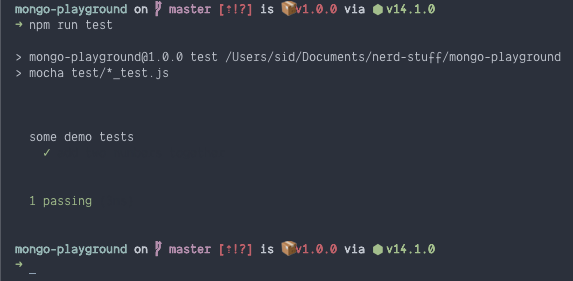 mongo-playground on master [⇡!?] is 📦v1.0.0 via ⬢ v14.1.0
➜ npm run test
> mongo-playground@1.0.0 test /Users/sid/Documents/nerd-stuff/mongo-playground
> mocha test/*_test.js
some demo tests
✓
1 passing
mongo-playground on master [⇡!?] is 📦v1.0.0 via ⬢ v14.1.0
➜ _